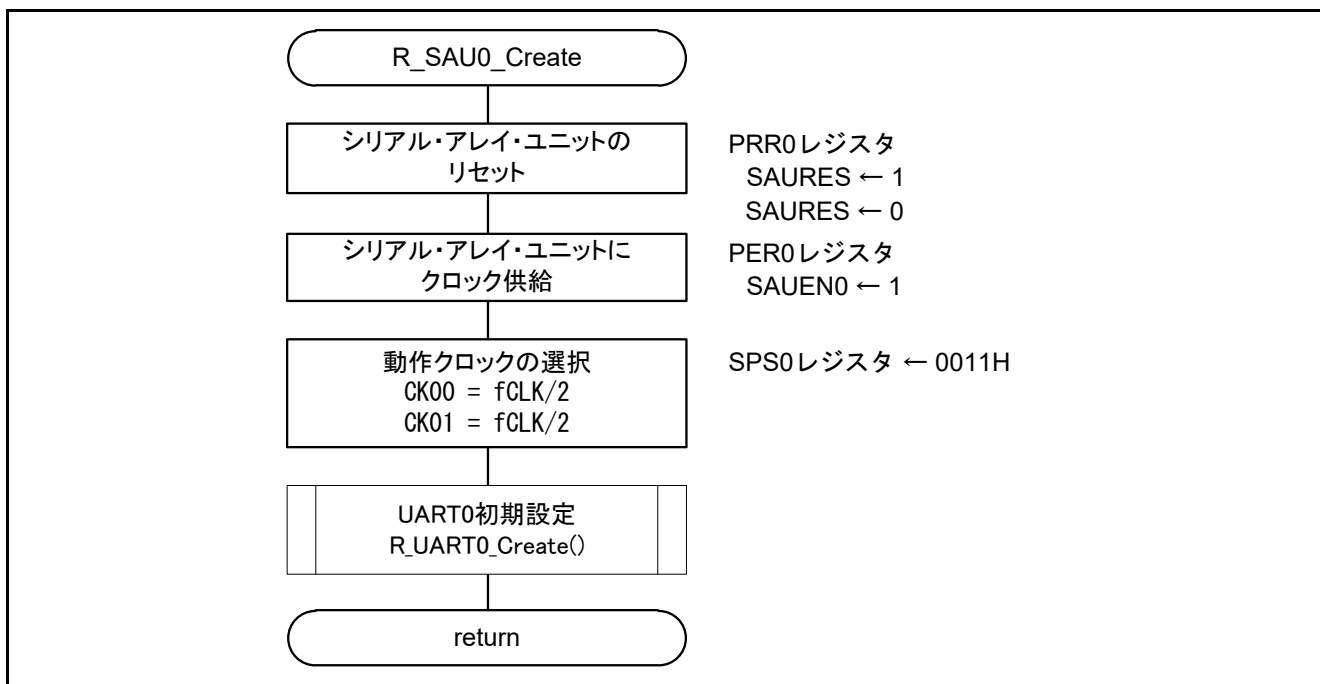 R_SAU0_Create
シリアル・アレイ・ユニットの
リセット
PRR0レジスタ
SAURES ← 1
SAURES ← 0
シリアル・アレイ・ユニットに
クロック供給
PER0レジスタ
SAUEN0 ← 1
動作クロックの選択
CK00 = fCLK/2
CK01 = fCLK/2
SPS0レジスタ ← 0011H
UART0初期設定
R_UART0_Create()
return